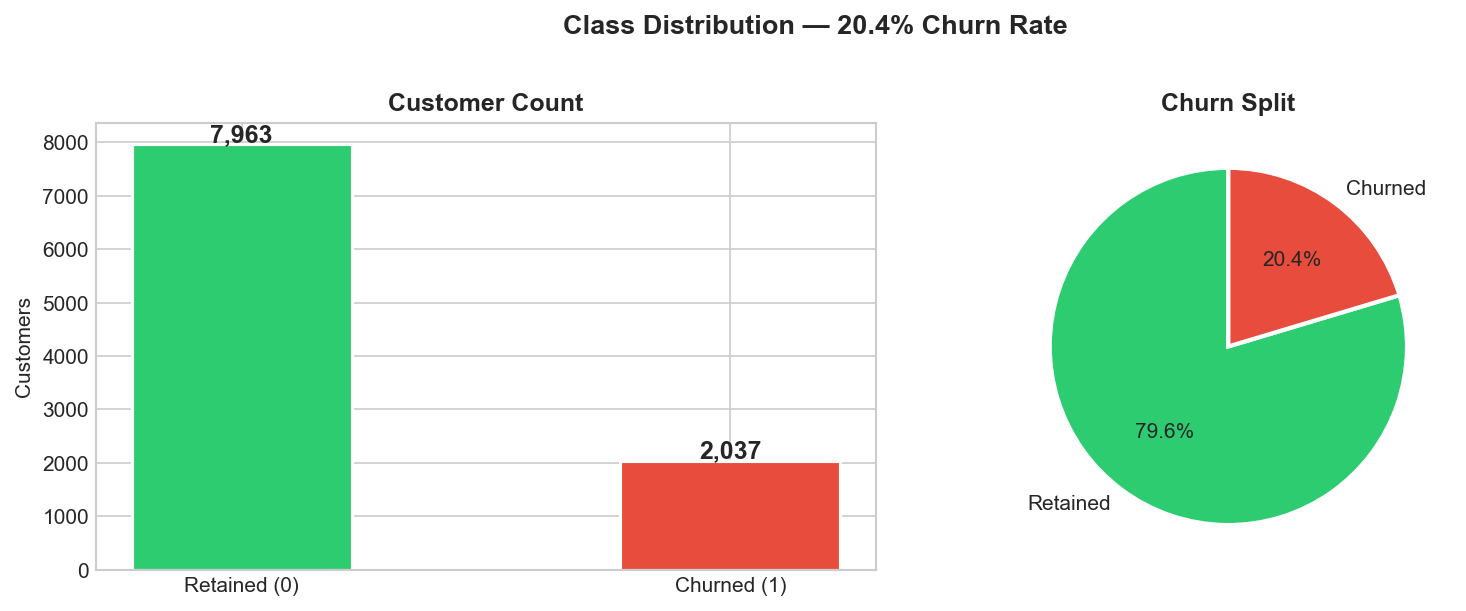 Class Distribution — 20.4% Churn Rate
Customer Count
7,963
8000
7000
6000
5000
4000
3000
2000
1000
0
Customers
2,037
Retained (0)
Churned (1)
Churn Split
Churned
20.4%
79.6%
Retained